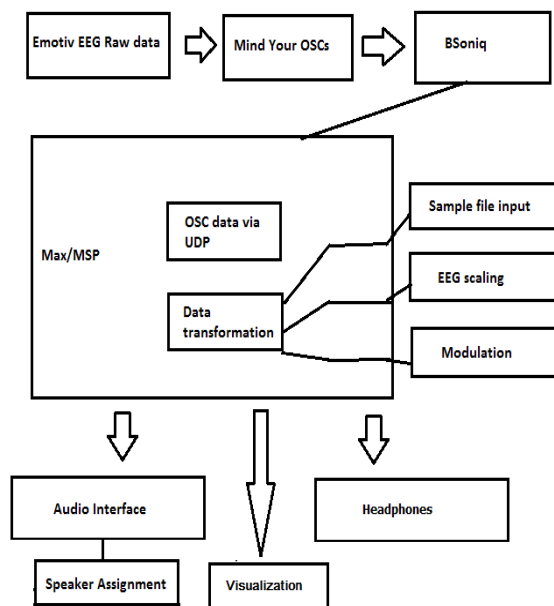 Emotiv EEG Raw data
Mind Your OSCs
BSoniq
Sample file input
OSC data via
UDP
Max/MSP
EEG scaling
Data
transformation
Modulation
Audio Interface
Headphones
Speaker Assignment
Visualization